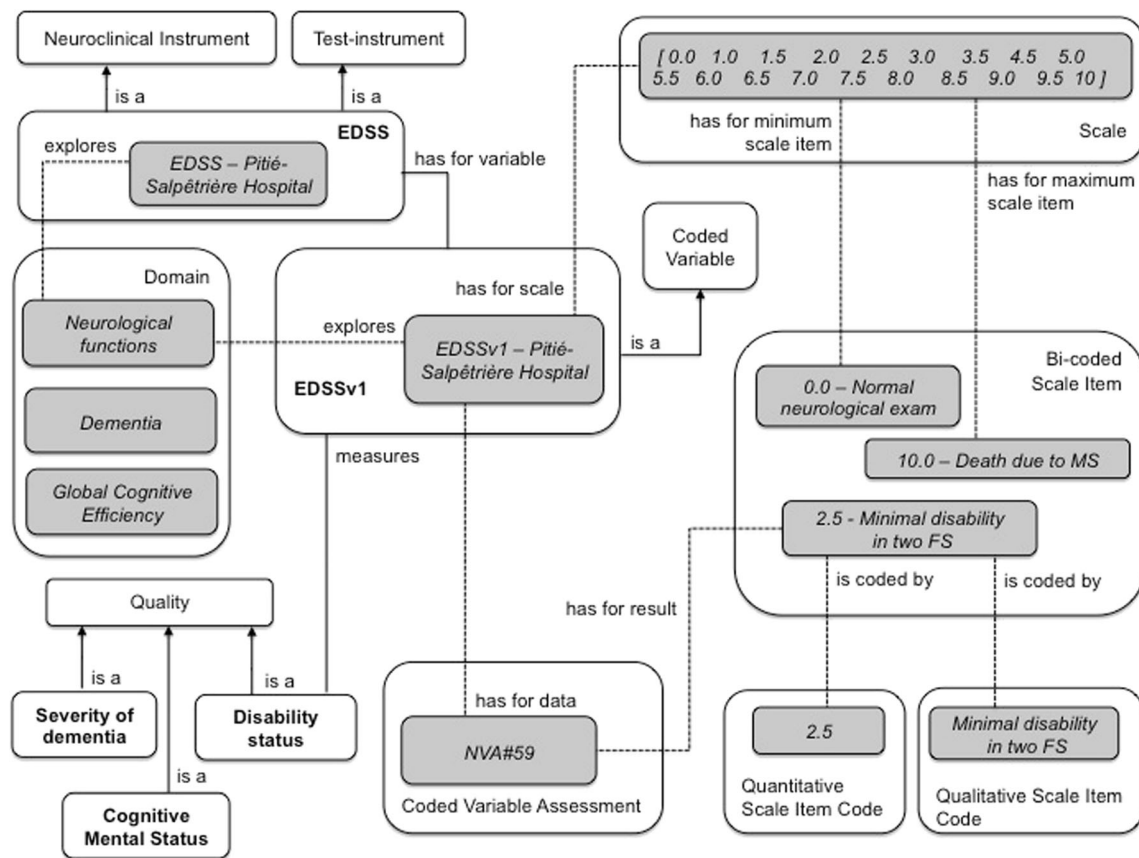 Neuroclinical Instrument
Test-instrument
is a
is a
EDSS
explores
EDSS – Pitié-
Salpêtrière Hospital
has for variable
[ 0.0 1.0 1.5 2.0 2.5 3.0 3.5 4.5 5.0
5.5 6.0 6.5 7.0 7.5 8.0 8.5 9.0 9.5 10 ]
Scale
has for minimum
scale item
has for maximum
scale item
Coded
Variable
is a
Domain
Neurological
functions
Dementia
Global Cognitive
Efficiency
has for scale
explores
EDSSv1 – Pitié-
Salpêtrière Hospital
EDSSv1
measures
Bi-coded
Scale Item
0.0 – Normal
neurological exam
10.0 – Death due to MS
2.5 - Minimal disability
in two FS
is coded by
is coded by
has for result
Quality
is a
is a
is a
Severity of
dementia
Disability
status
Cognitive
Mental Status
has for data
NVA#59
Coded Variable Assessment
2.5
Quantitative
Scale Item Code
Minimal disability
in two FS
Qualitative Scale Item
Code